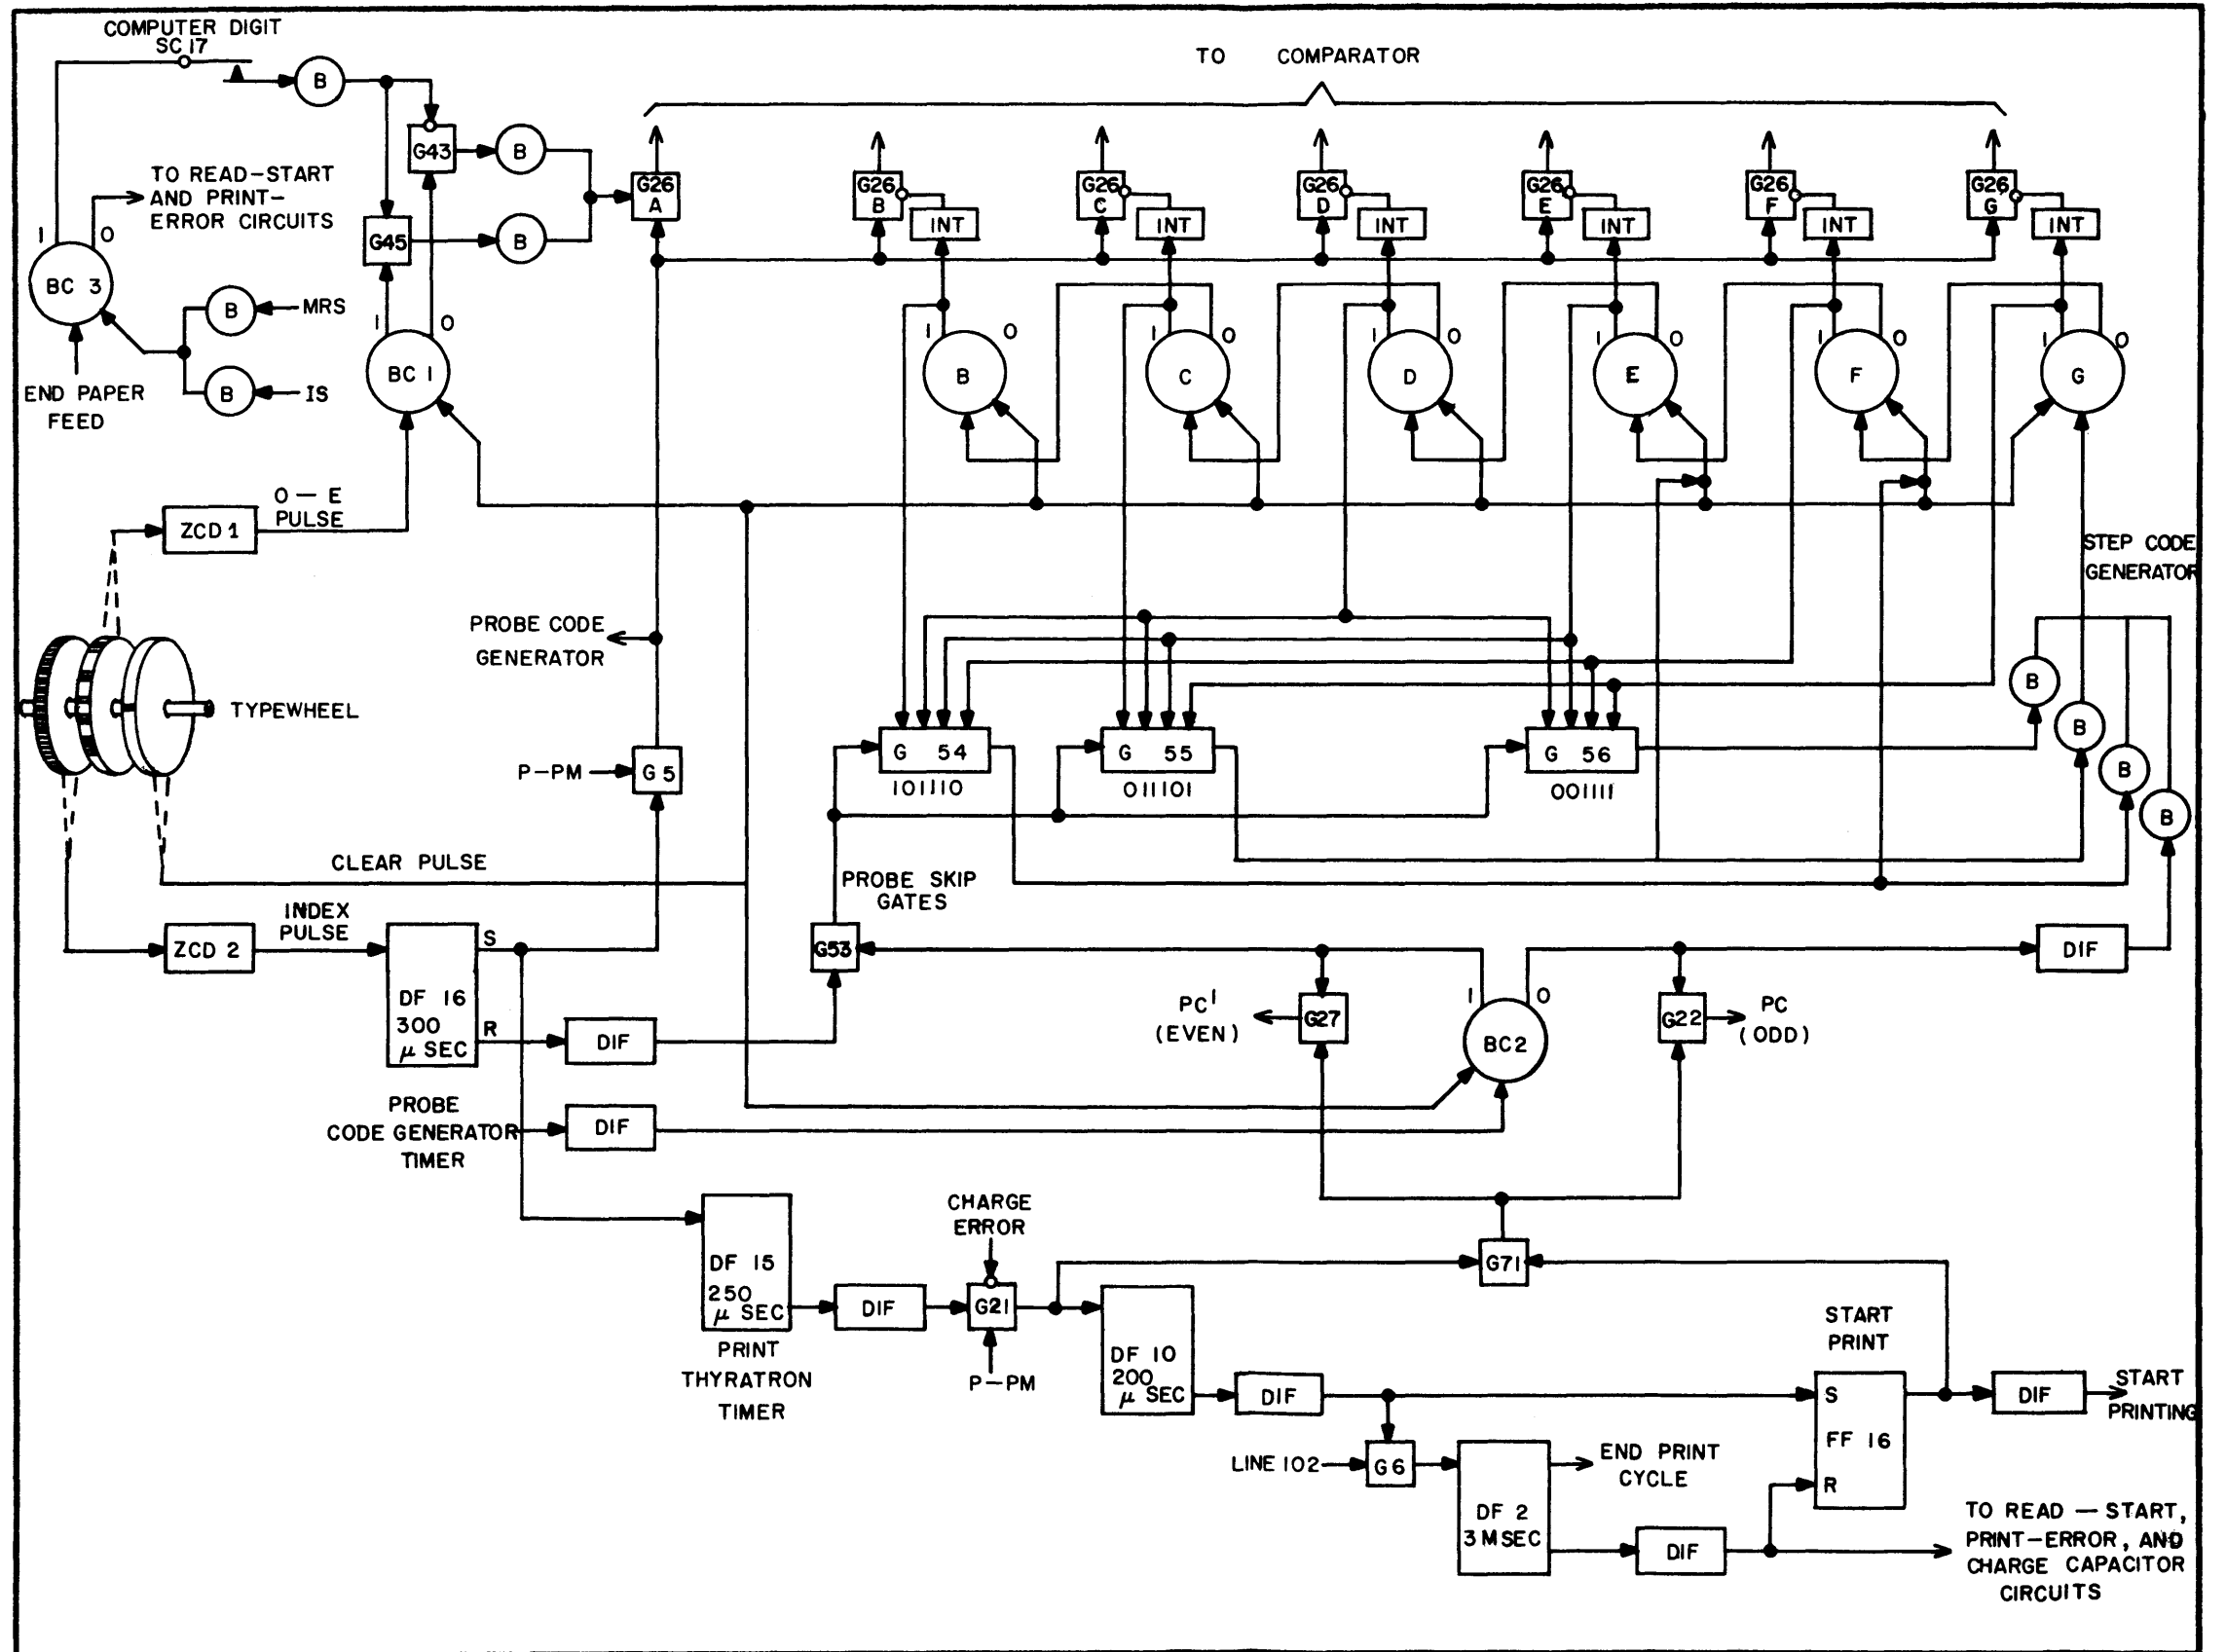 COMPUTER DIGIT
SC 17
B
TO COMPARATOR
G43
B
TO READ-START
AND PRINT-
ERROR CIRCUITS
1
0
G45
B
BC 3
B
MRS
B
IS
END PAPER
FEED
1
0
BC 1
G26
A
G26
B
INT
G26
C
INT
G26
D
INT
G26
E
INT
G26
F
INT
G26
G
INT
1
0
B
1
0
C
1
0
D
1
0
E
1
0
F
1
0
G
ZCD 1
O-E
PULSE
STEP CODE
GENERATOR
TYPEWHEEL
PROBE CODE
GENERATOR
P-PM
G 5
G 54
101110
G 55
011101
G 56
001111
B
B
B
B
CLEAR PULSE
PROBE SKIP
GATES
ZCD 2
INDEX
PULSE
S
DF 16
300
μ SEC
R
DIF
G53
PC'
(EVEN)
G27
1
0
BC2
G22
PC
(ODD)
DIF
PROBE
CODE GENERATOR
TIMER
DIF
CHARGE
ERROR
DF 15
250
μ SEC
PRINT
THYRATRON
TIMER
DIF
G21
P-PM
G71
DF 10
200
μ SEC
DIF
START
PRINT
S
FF 16
R
DIF
START
PRINTING
LINE 102
G 6
DF 2
3 MSEC
END PRINT
CYCLE
DIF
TO READ - START,
PRINT-ERROR, AND
CHARGE CAPACITOR
CIRCUITS